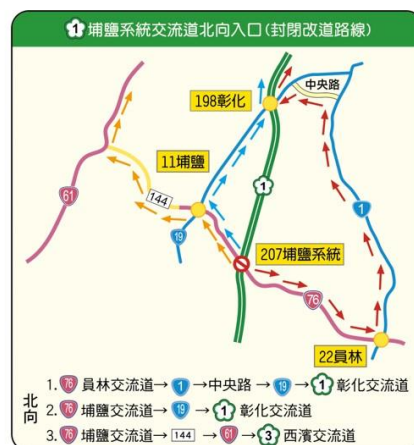 1 埔鹽系統交流道北向入口(封閉改道路線)
中央路
198彰化
11埔鹽
61
144
1
1
19
207埔鹽系統
76
22員林
北向
1. 76 員林交流道→1→中央路→19→1 彰化交流道
2. 76 埔鹽交流道→19→1 彰化交流道
3. 76 埔鹽交流道→144→61→3 西濱交流道